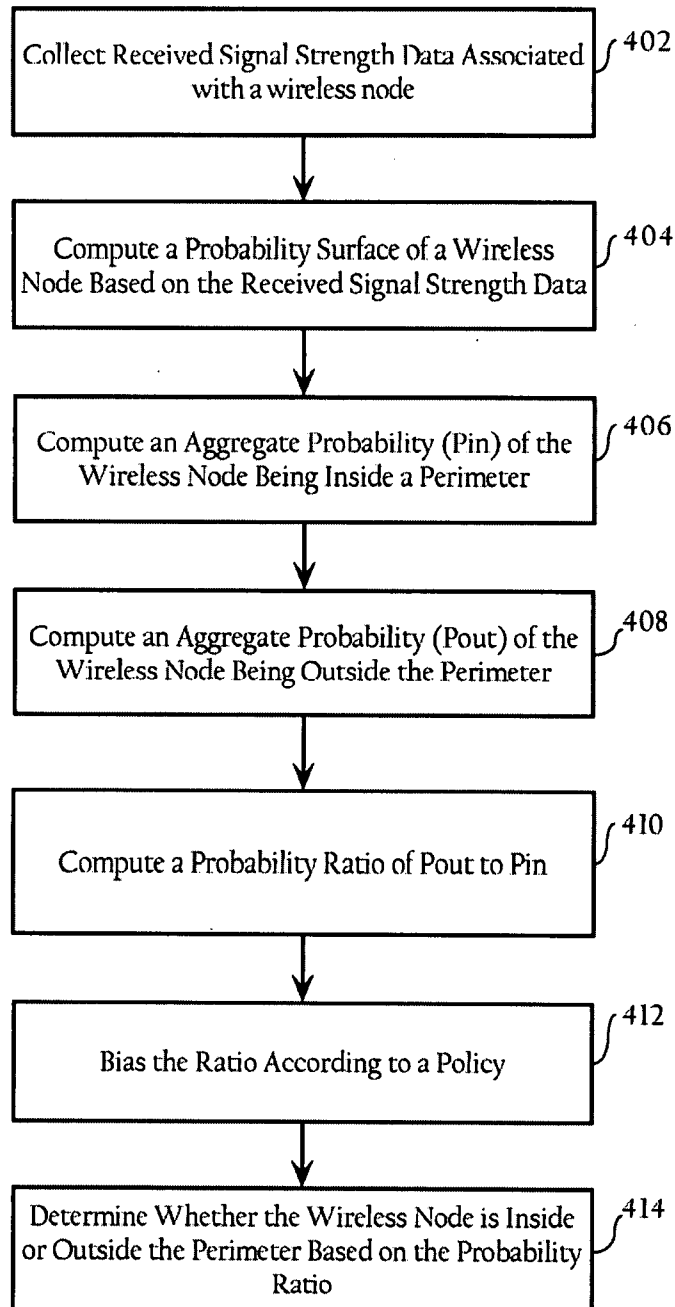 Collect Received Signal Strength Data Associated
with a wireless node
402
Compute a Probability Surface of a Wireless
Node Based on the Received Signal Strength Data
404
Compute an Aggregate Probability (Pin) of the
Wireless Node Being Inside a Perimeter
406
Compute an Aggregate Probability (Pout) of the
Wireless Node Being Outside the Perimeter
408
Compute a Probability Ratio of Pout to Pin
410
Bias the Ratio According to a Policy
412
Determine Whether the Wireless Node is Inside
or Outside the Perimeter Based on the Probability
Ratio
414